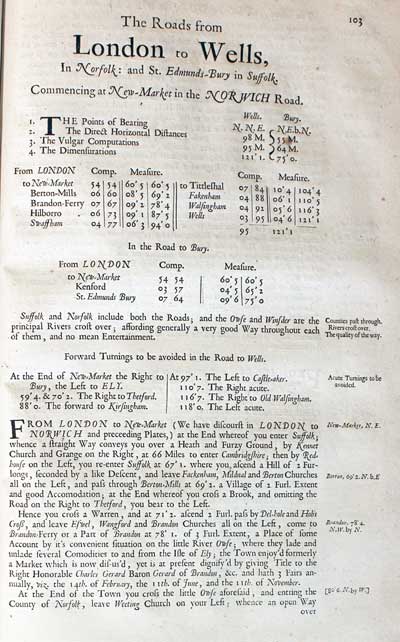 103
The Roads from
London to Wells,
In Norfolk: and St. Edmunds-Bury in Suffolk.
Commencing at New-Market in the NORWICH Road.
Wells. Bury.
1. THE Points of Bearing N. N. E. N.E.b.N.
2. The Direct Horizontal Distances 98 M. 55 M.
3. The Vulgar Computations 95 M. 64 M.
4. The Dimensurations 121'1. 75'0.
From LONDON Comp. Measure. Comp. Measure.
to New-Market 54 54 60'5 60'5 to Tittleshal 07 84 10'4 104'4
Berton-Mills 06 60 08'5 69'2 Fakenham 04 88 06'1 110'5
Brandon-Ferry 07 67 09'2 78'4 Walsingham 04 92 05'6 116'3
Hilborro 06 73 09'1 87'5 Wells 03 95 04'6 121'1
Swaffham 04 77 06'3 94'0 95 121'1
In the Road to Bury.
From LONDON Comp. Measure.
to New-Market 54 54 60'5 60'5
Kenford 03 57 04'5 65'2
St. Edmunds Bury 07 64 09'6 75'0
Suffolk and Norfolk include both the Roads; and the Owse and Winsder are the
principal Rivers crost over; affording generally a very good Way throughout each
of them, and no mean Entertainment.
Counties past through.
Rivers crost over.
The quality of the way.
Forward Turnings to be avoided in the Road to Wells.
At the End of New-Market the Right to
Bury, the Left to ELY.
59'4. & 70'2. The Right to Thetford.
88'0. The forward to Kersingham.
At 97'1. The Left to Castleaker.
110'7. The Right acute.
116'7. The Right to Old Walsingham.
118'0. The Left acute.
Acute Turnings to be
avoided.
FROM LONDON to New-Market (We have discourst in LONDON to
NORWICH and preceeding Plates,) at the End whereof you enter Suffolk;
whence a straight Way conveys you over a Heath and Furzy Ground, by Kennet
Church and Grange on the Right, at 66 Miles to enter Cambridgshire; then by Red-
house on the Left, you re-enter Suffolk at 67'1. where you ascend a Hill of 2 Fur-
longs, seconded by a like Descent, and leave Fackenham, Mildnal and Berton Churches
all on the Left, and pass through Berton-Mills at 69'2. a Village of 2 Furl. Extent
and good Accomodation; at the End whereof you cross a Brook, and omitting the
Road on the Right to Thetford, you bear to the Left.
New-Market, N. E.
Berton, 69'2. N.b.E
Hence you cross a Warren, and at 71'2. ascend 2 Furl. pass by Del-hole and Hobs
Cross, and leave Estwel, Wangford and Brandon Churches all on the Left, come to
Brandon-Ferry or a Part of Brandon at 78'1. of 3 Furl. Extent, a Place of some
Account by it's convenient situation on the little River Owse; where they lade and
unlade several Comodities to and from the Isle of Ely; the Town enjoy'd formerly
a Market which is now dis-us'd, yet is at present dignify'd by giving Title to the
Right Honorable Charles Gerard Baron Gerard of Brandon, &c. and hath 3 Fairs an-
nually, viz. the 14th. of February, the 11th. of June, and the 11th. of November.
Brandon, 78'4.
N.W. by N.
At the End of the Town you cross the little Owse aforesaid, and entring the
County of Norfolk, leave Weeting Church on your Left; whence an open Way
over
[80'6. N.by W.]